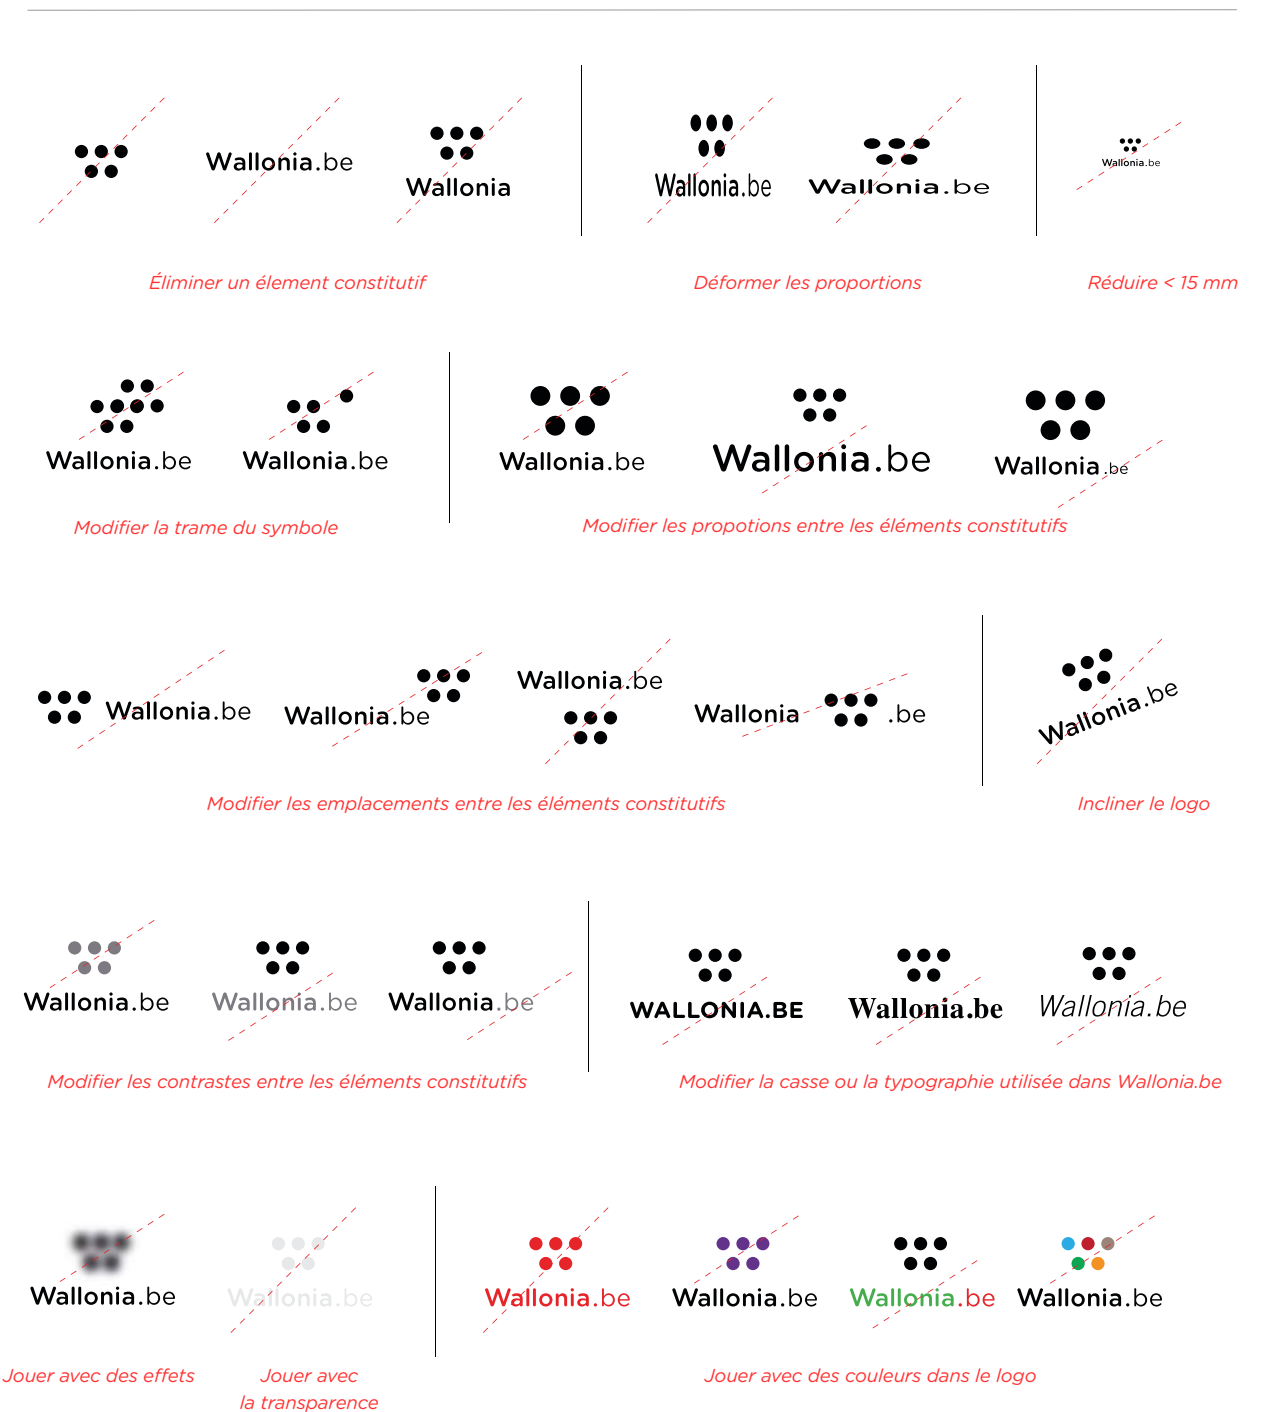 Wallonia.be
Wallonia
Wallonia.be
Wallonia.be
Wallonia.be
Éliminer un élement constitutif
Déformer les proportions
Réduire < 15 mm
Wallonia.be
Wallonia.be
Wallonia.be
Wallonia.be
Wallonia.be
Modifier la trame du symbole
Modifier les propotions entre les éléments constitutifs
Wallonia.be
Wallonia.be
Wallonia.be
Wallonia .be
Wallonia.be
Modifier les emplacements entre les éléments constitutifs
Incliner le logo
Wallonia.be
Wallonia.be
Wallonia.be
WALLONIA.BE
Wallonia.be
Wallonia.be
Modifier les contrastes entre les éléments constitutifs
Modifier la casse ou la typographie utilisée dans Wallonia.be
Wallonia.be
Wallonia.be
Wallonia.be
Wallonia.be
Wallonia.be
Wallonia.be
Jouer avec des effets
Jouer avec
la transparence
Jouer avec des couleurs dans le logo